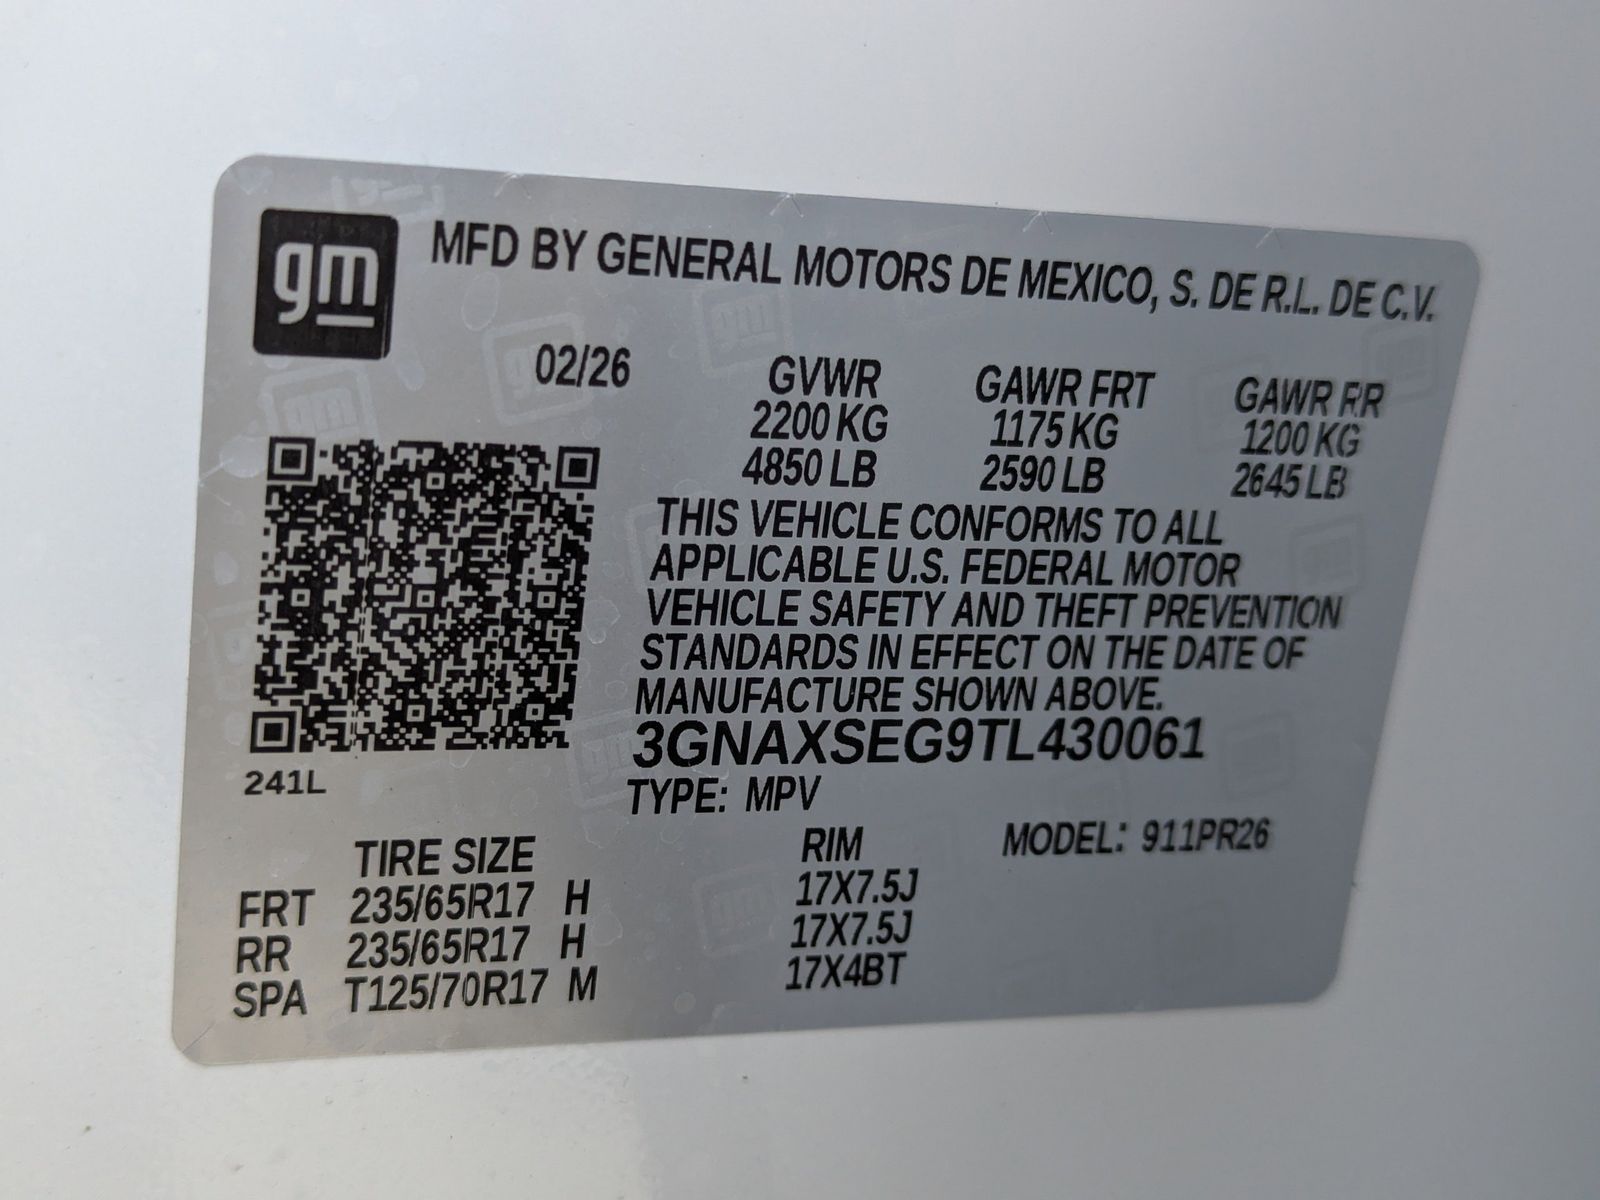 gm
MFD BY GENERAL MOTORS DE MEXICO, S. DE R.L. DE C.V.
02/26 GVWR GAWR FRT GAWR RR
2200 KG 1175 KG 1200 KG
4850 LB 2590 LB 2645 LB
THIS VEHICLE CONFORMS TO ALL
APPLICABLE U.S. FEDERAL MOTOR
VEHICLE SAFETY AND THEFT PREVENTION
STANDARDS IN EFFECT ON THE DATE OF
MANUFACTURE SHOWN ABOVE.
3GNAXSEG9TL430061
241L
TYPE: MPV
TIRE SIZE RIM MODEL: 911PR26
FRT 235/65R17 H 17X7.5J
RR 235/65R17 H 17X7.5J
SPA T125/70R17 M 17X4BT